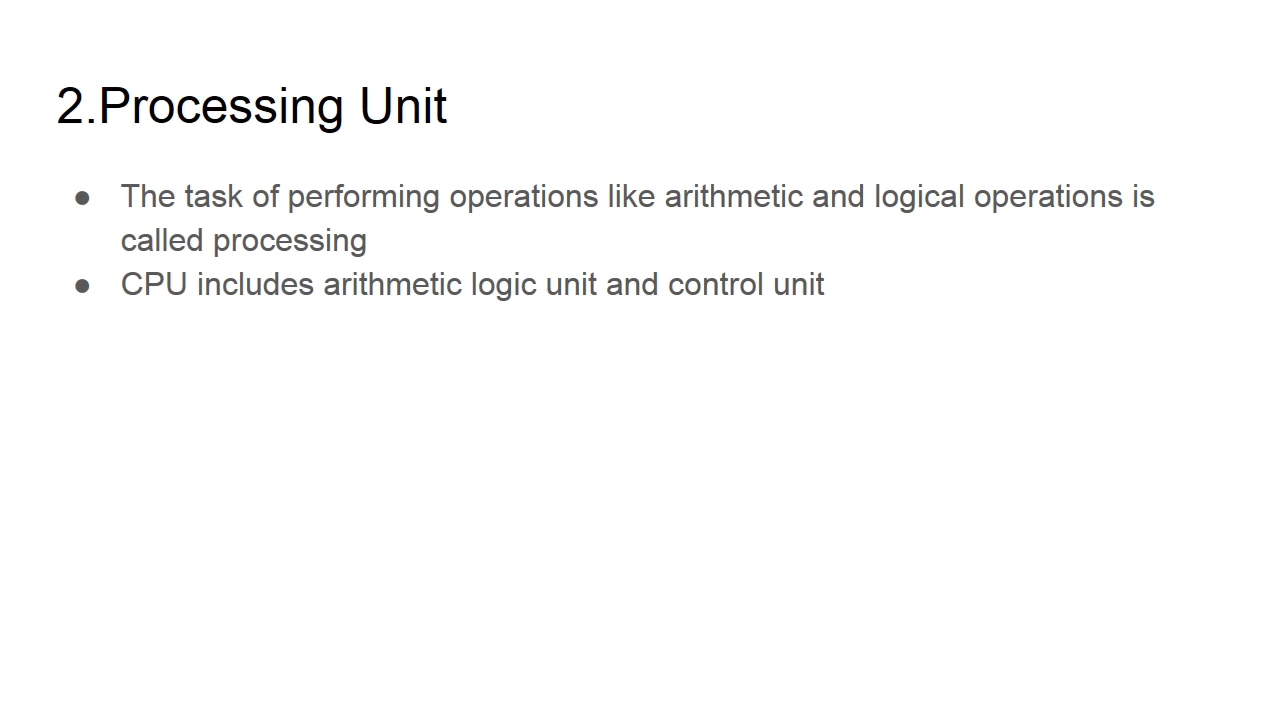 2.Processing Unit
● The task of performing operations like arithmetic and logical operations is
called processing
● CPU includes arithmetic logic unit and control unit